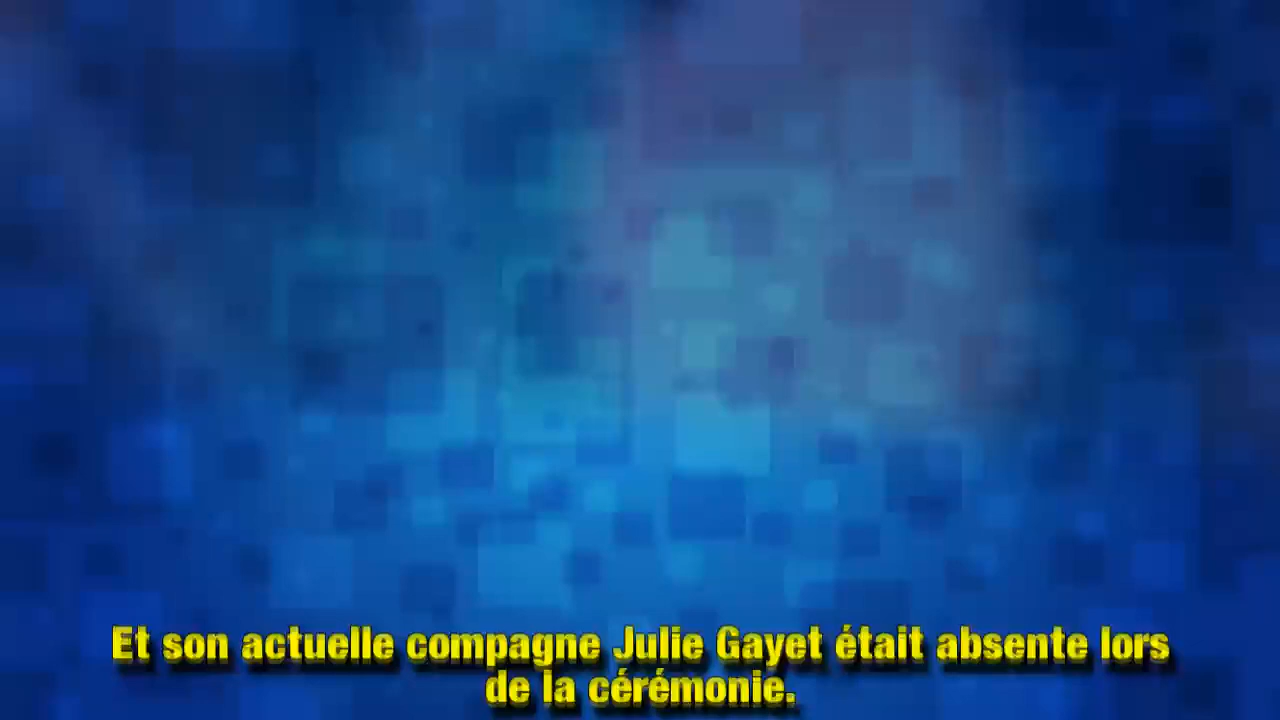 Et son actuelle compagne Julie Gayet était absente lors
de la cérémonie.